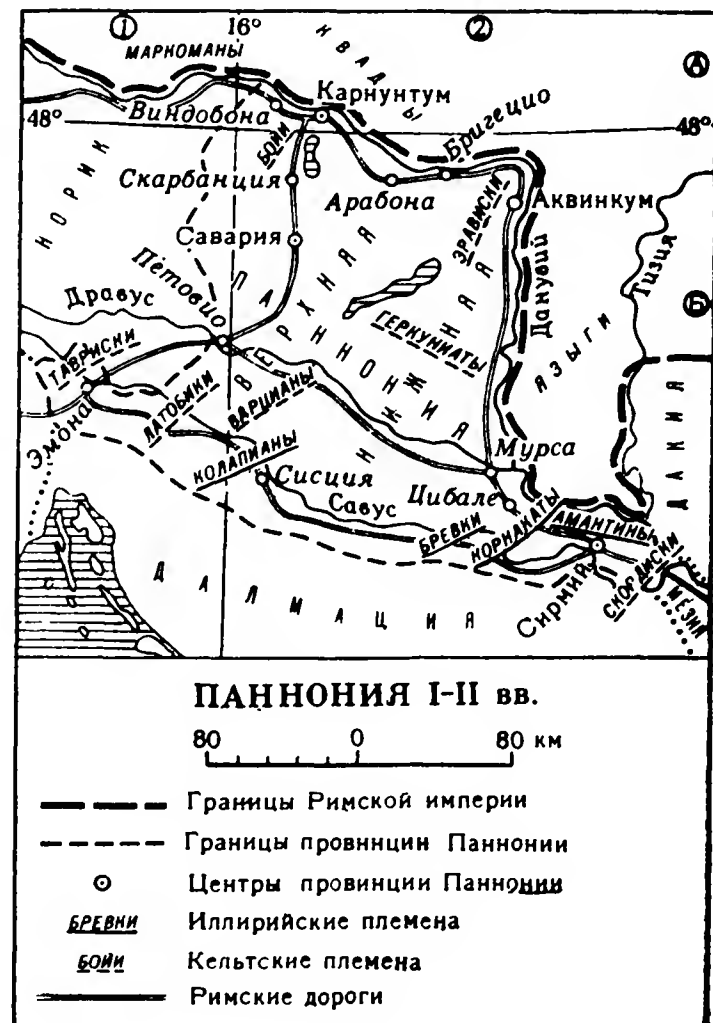 ① 16° ②
МАРКОМАНЫ
КВАДЫ
Ⓐ
Карнунтум
Виндобона
48° 48°
БОЙИ
Бригецио
НОРИК
Скарбанция
Арабона
Аквинкум
ЭРАВИСКИ
Савария
Данувий
Тизия
Ⓑ
Петовио
Дравус
ВЕРХНЯЯ
ПАННОНИЯ
НИЖНЯЯ
ГЕРКУНИАТЫ
ЯЗЫГИ
ТАВРИСКИ
ЛАТОБИКИ
ВАРЦИАНЫ
ДАКИЯ
Эмона
КОЛАПИАНЫ
Мурса
Сисция
Цибале
Савус
БРЕВКИ
КОРНАКАТЫ
АМАНТИНЫ
СКОРДИСКИ
Сирмий
МЕЗИЯ
ДАЛМАЦИЯ
ПАННОНИЯ I-II вв.
80 0 80 км
Границы Римской империи
Границы провинции Паннонии
Центры провинции Паннонии
БРЕВКИ Иллирийские племена
БОЙИ Кельтские племена
Римские дороги